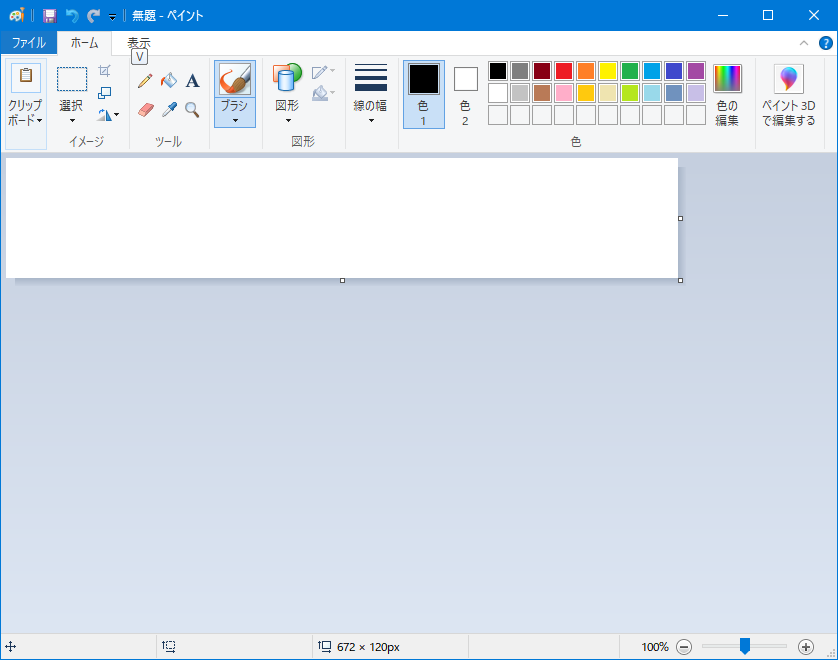 無題 - ペイント
ファイル
ホーム
表示
V
クリップ
ボード
選択
イメージ
A
ツール
ブラシ
図形
図形
線の幅
色
1
色
2
色
色の
編集
ペイント 3D
で編集する
?
672 × 120px
100%